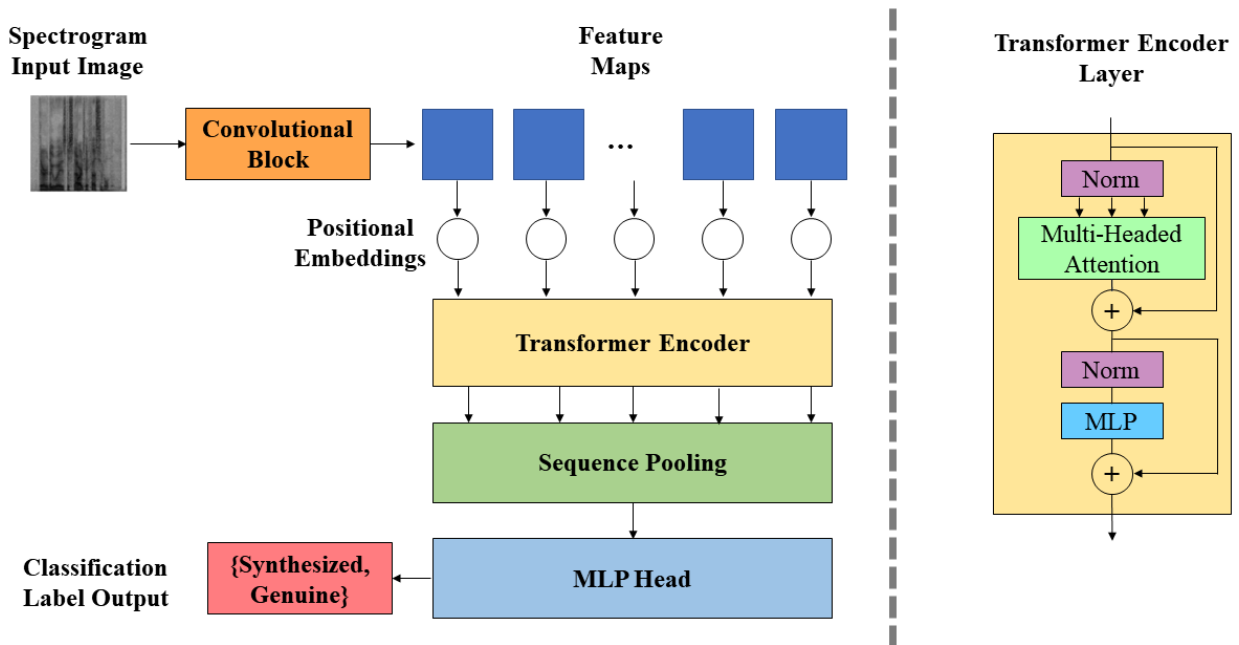 Spectrogram
Input Image
Convolutional
Block
Feature
Maps
...
Positional
Embeddings
Transformer Encoder
Sequence Pooling
MLP Head
{Synthesized,
Genuine}
Classification
Label Output
Transformer Encoder
Layer
Norm
Multi-Headed
Attention
+
Norm
MLP
+